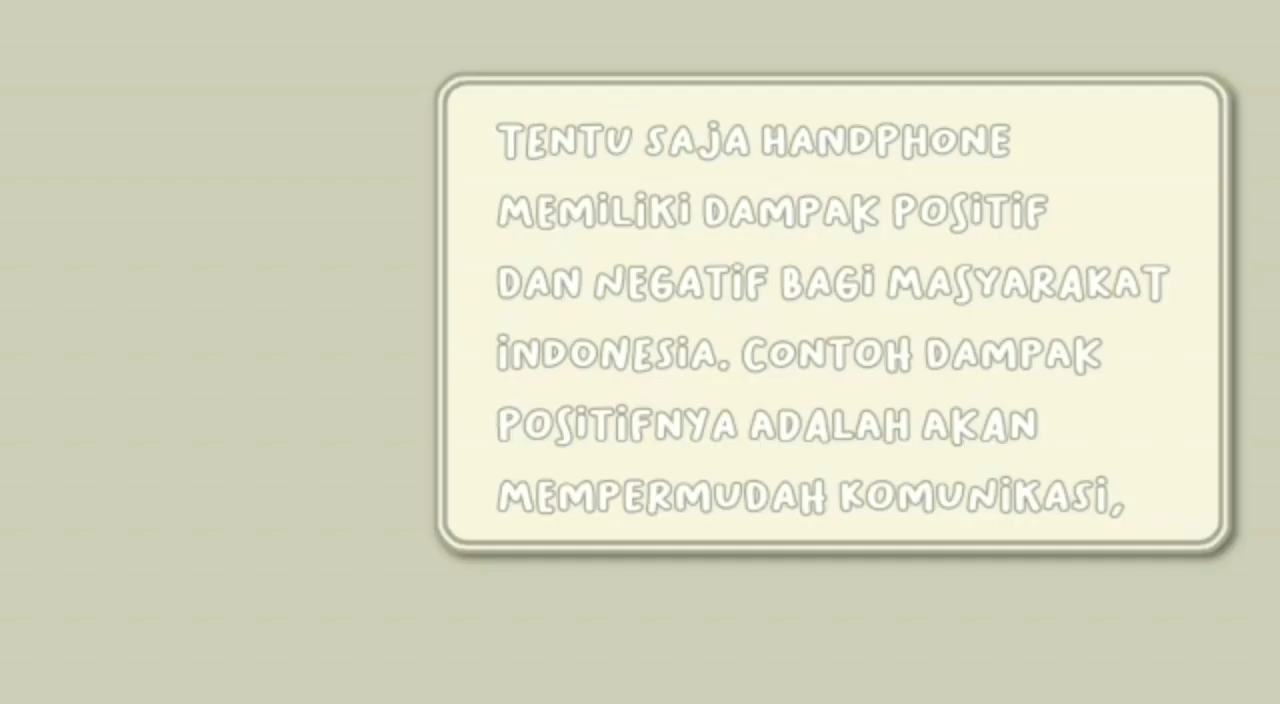 TENTU SAJA HANDPHONE
MEMILIKI DAMPAK POSITIF
DAN NEGATIF BAGI MASYARAKAT
INDONESIA. CONTOH DAMPAK
POSITIFNYA ADALAH AKAN
MEMPERMUDAH KOMUNIKASI,